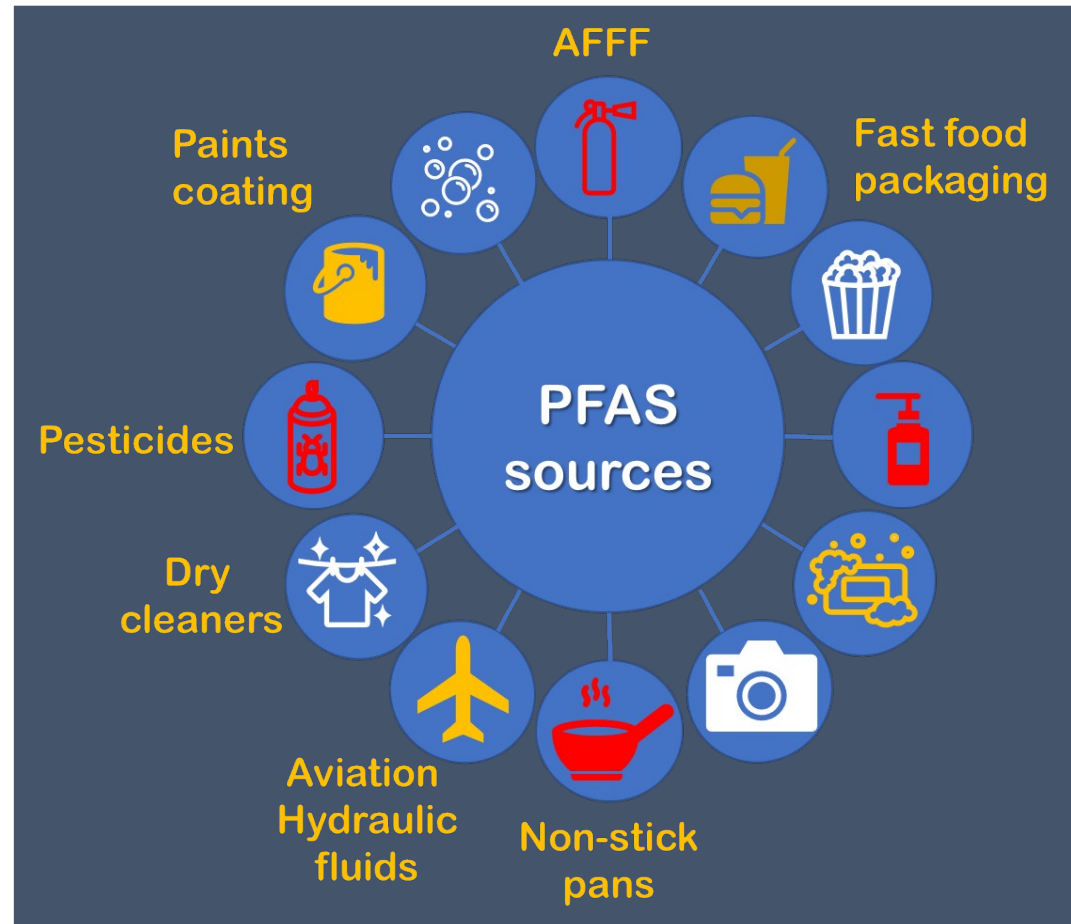 AFFF
Paints
coating
Fast food
packaging
PFAS
sources
Pesticides
Dry
cleaners
Aviation
Hydraulic
fluids
Non-stick
pans